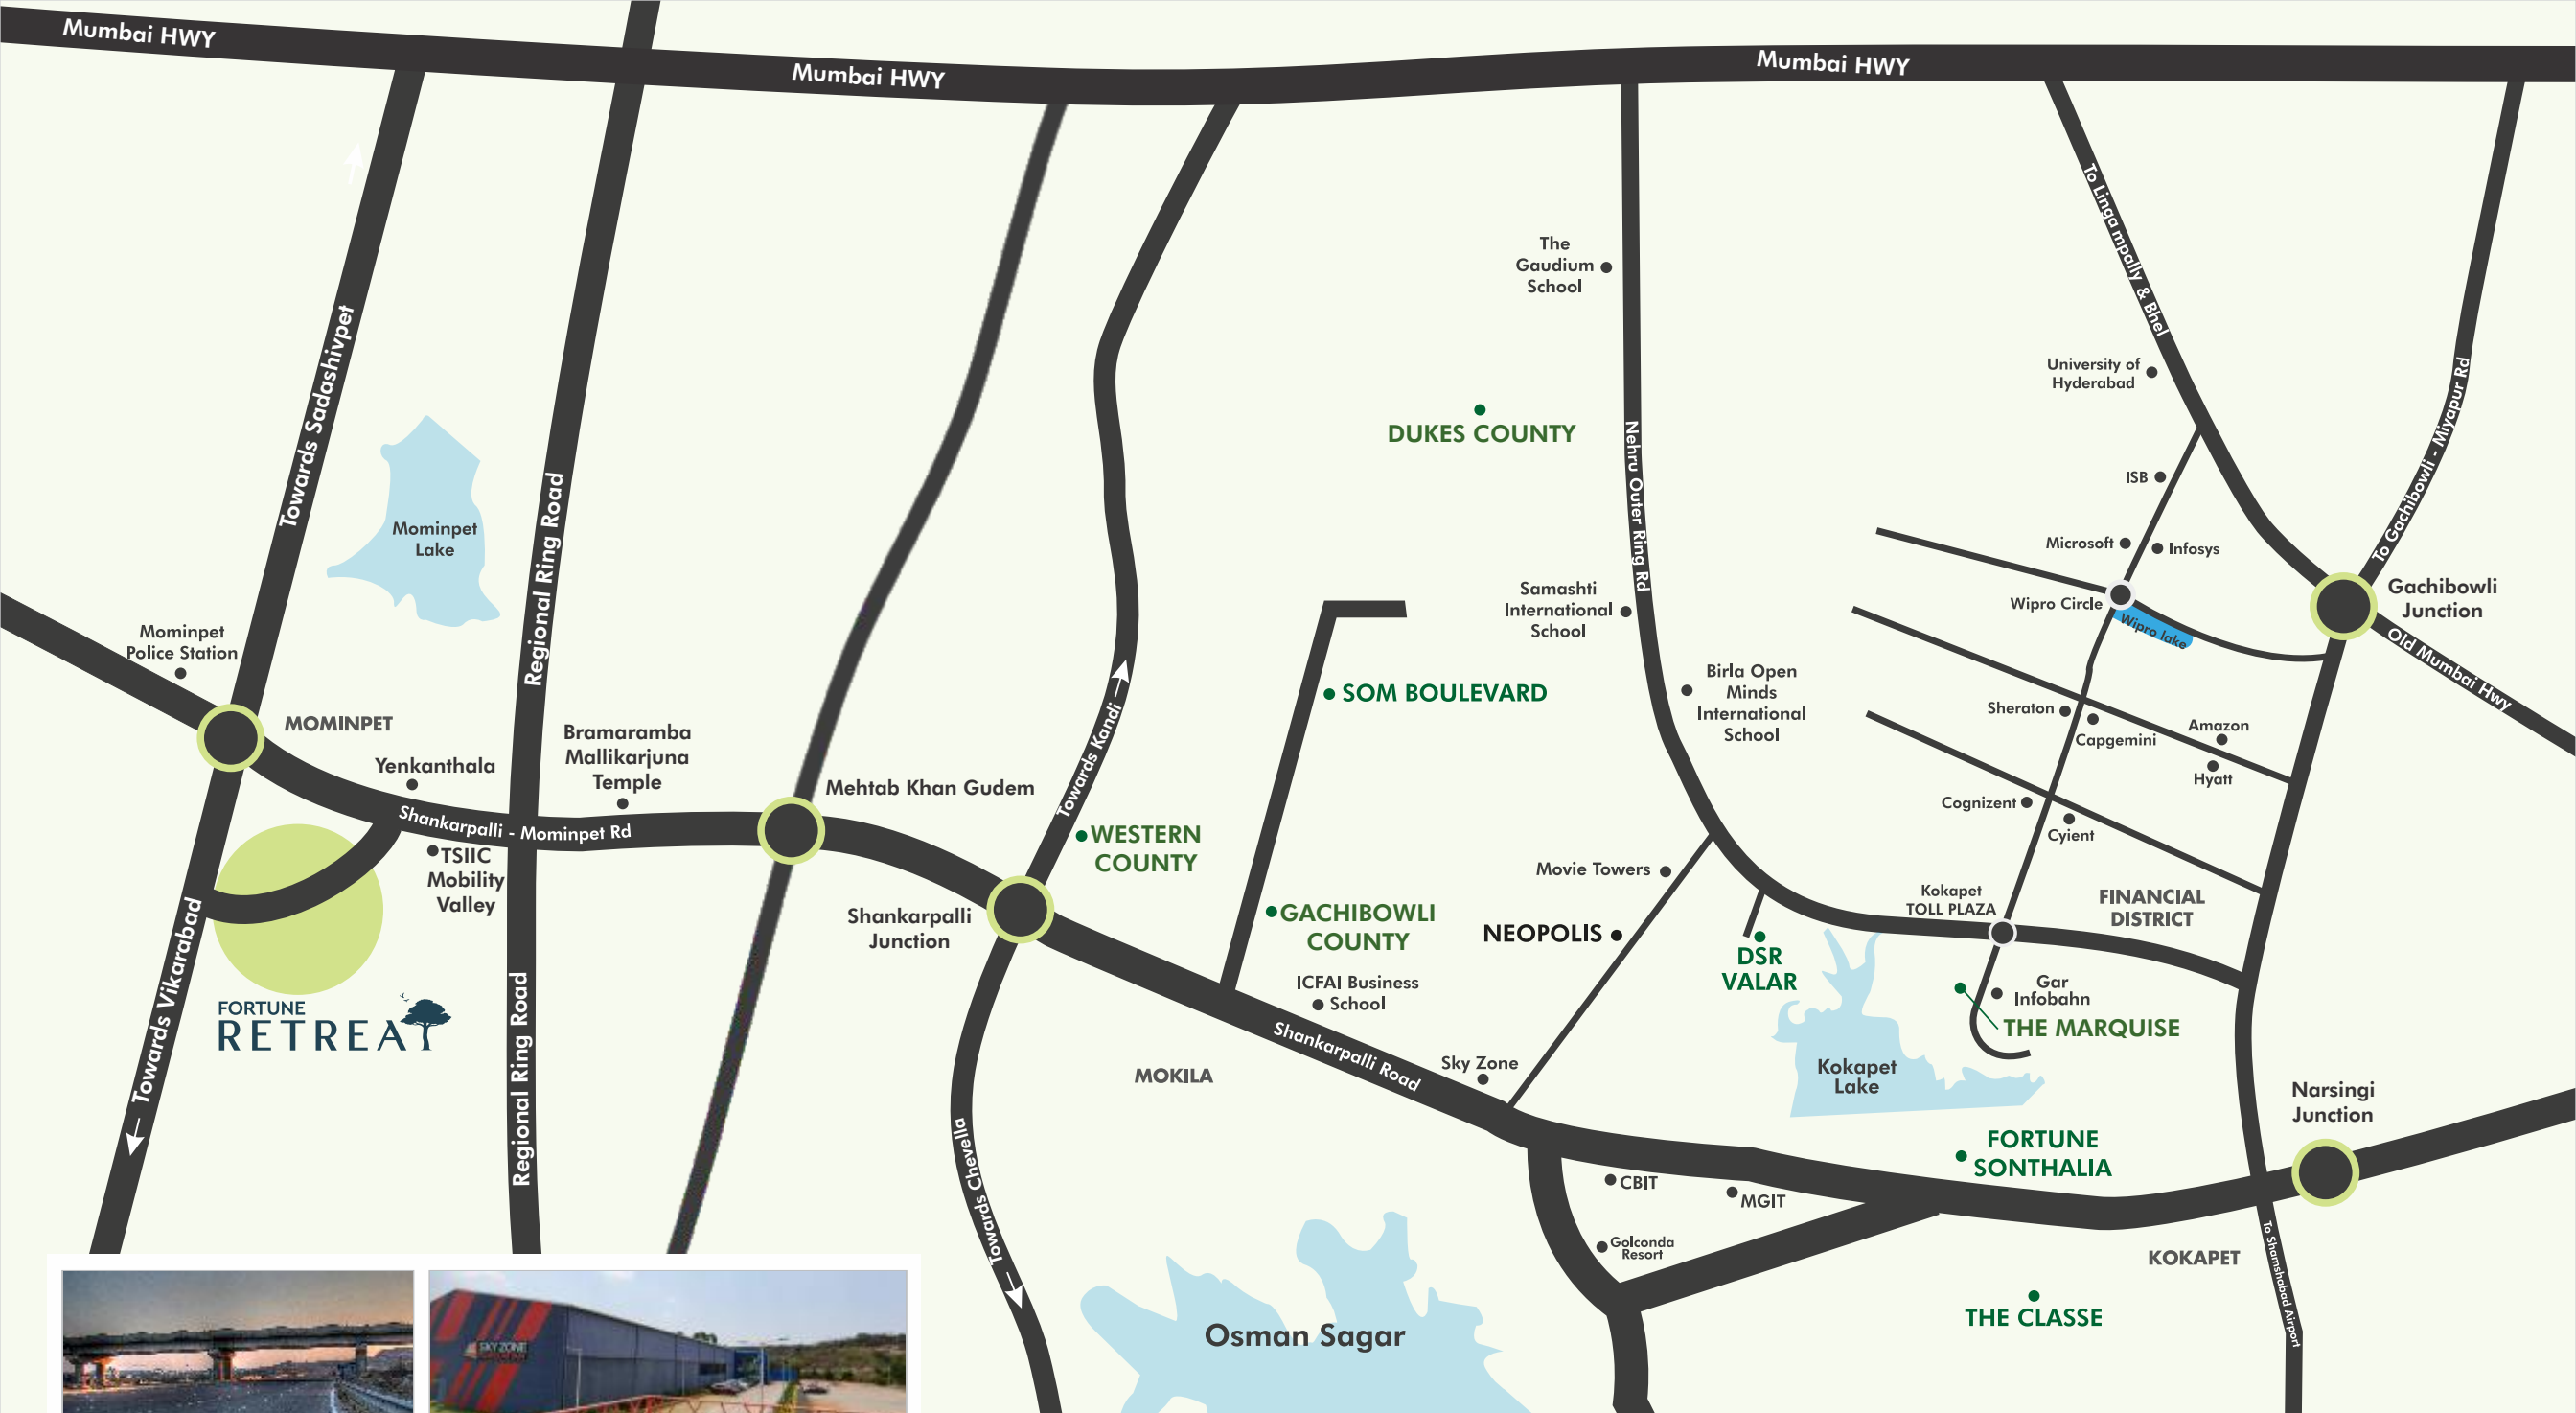 Mumbai HWY
Mumbai HWY
Mumbai HWY
To Lingampally & Bhel
The
Gaudium
School
Towards Sadashivpet
University of
Hyderabad
To Gachibowli - Miyapur Rd
DUKES COUNTY
Nehru Outer Ring Rd
Regional Ring Road
ISB
Mominpet
Lake
Microsoft
Infosys
Gachibowli
Junction
Samashti
International
School
Wipro Circle
Wipro lake
Old Mumbai Hwy
Mominpet
Police Station
Birla Open
Minds
International
School
SOM BOULEVARD
Towards Kandi
Sheraton
Capgemini
Amazon
Hyatt
MOMINPET
Bramaramba
Mallikarjuna
Temple
Yenkanthala
Mehtab Khan Gudem
Shankarpalli - Mominpet Rd
Cognizent
Cyient
WESTERN
COUNTY
TSIIC
Mobility
Valley
Movie Towers
Kokapet
TOLL PLAZA
FINANCIAL
DISTRICT
Shankarpalli
Junction
GACHIBOWLI
COUNTY
NEOPOLIS
DSR
VALAR
Towards Vikarabad
ICFAI Business
School
Gar
Infobahn
FORTUNE
RETREAT
THE MARQUISE
Regional Ring Road
Shankarpalli Road
Sky Zone
MOKILA
Kokapet
Lake
Narsingi
Junction
Towards Chevella
FORTUNE
SONTHALIA
CBIT
MGIT
Golconda
Resort
KOKAPET
To Shamshabad Airport
THE CLASSE
Osman Sagar
SKY ZONE